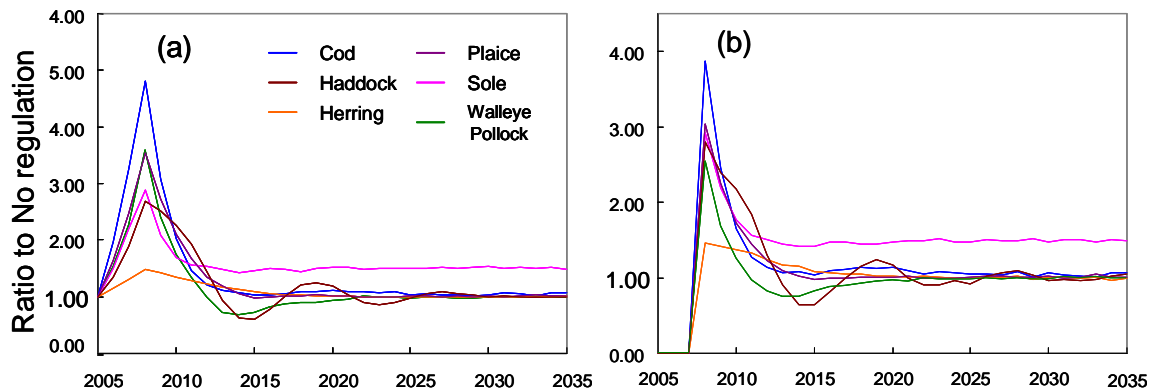 Ratio to No regulation
4.00
5.00
4.00
3.00
2.00
1.00
0.00
(a)
Cod
Haddock
Herring
Plaice
Sole
Walleye
Pollock
2005 2010 2015 2020 2025 2030 2035
4.00
3.00
2.00
1.00
0.00
(b)
2005 2010 2015 2020 2025 2030 2035